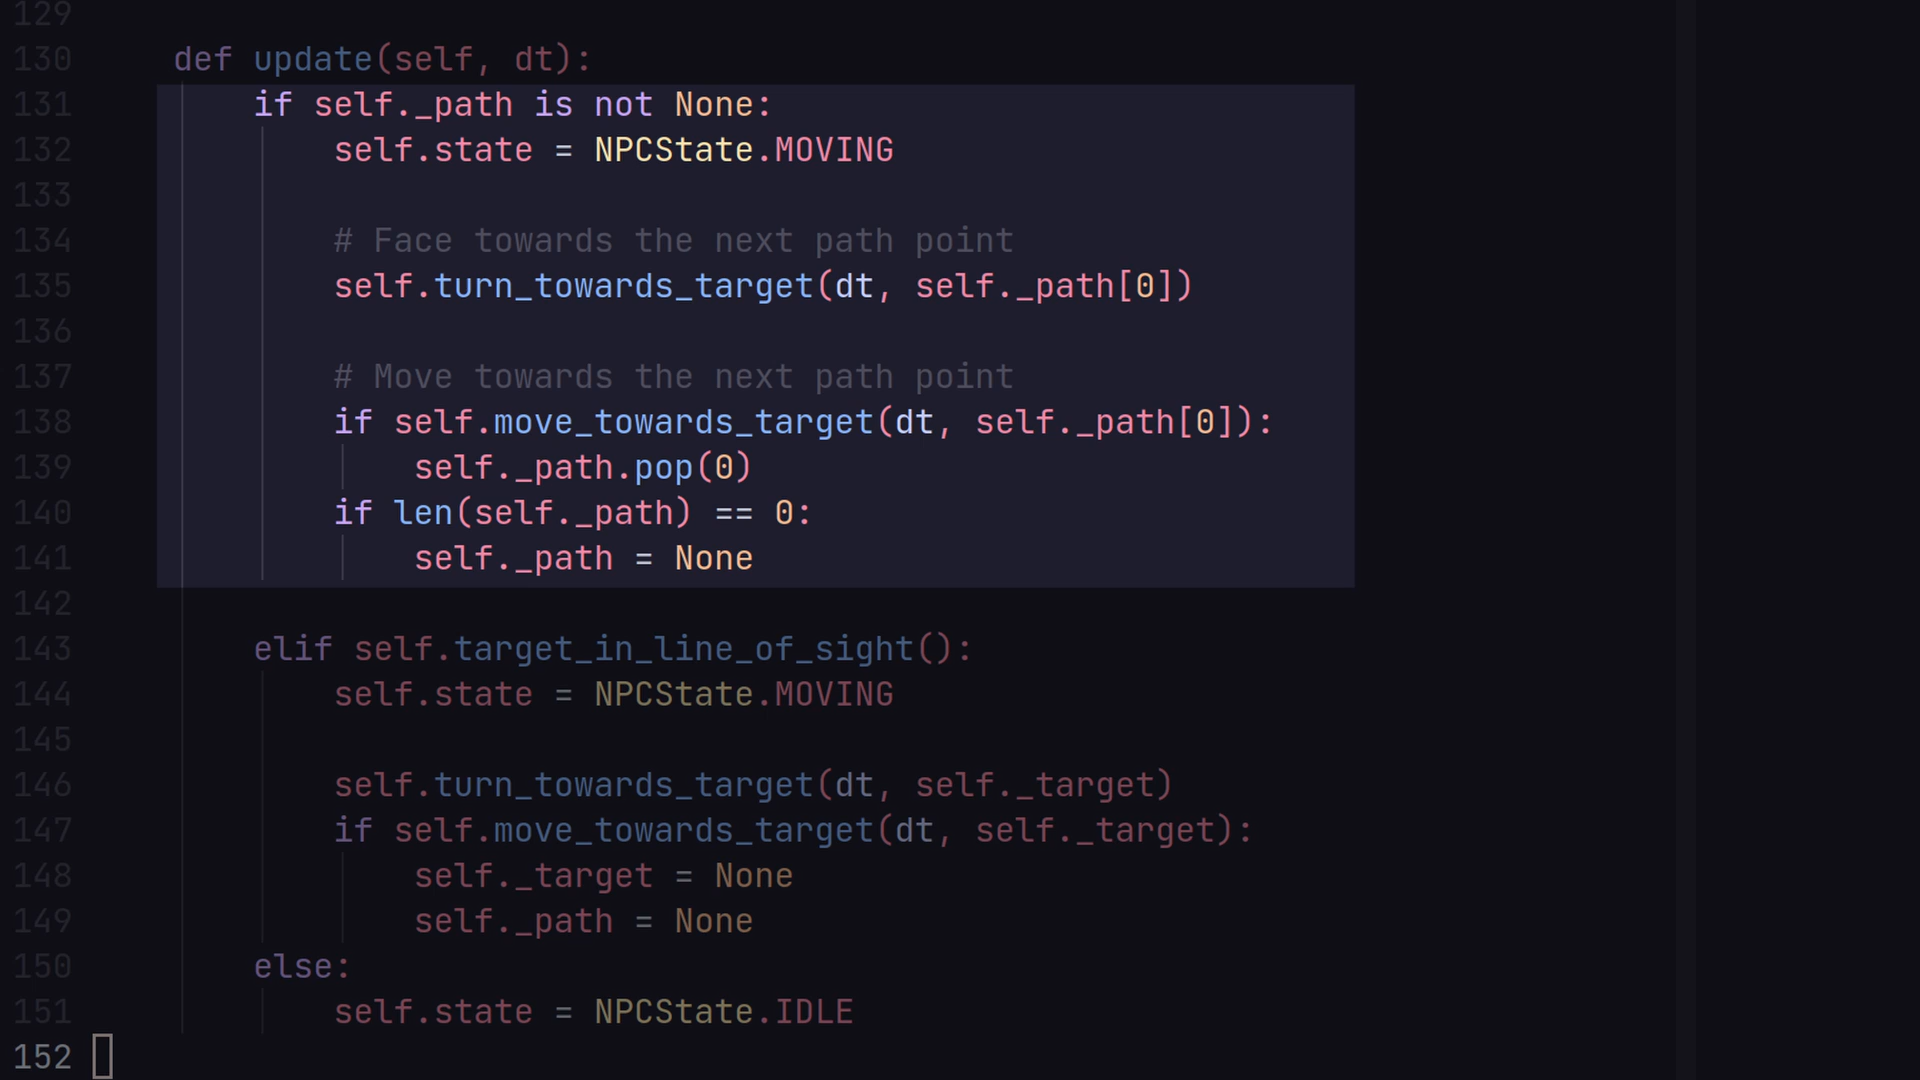 129
130     def update(self, dt):
131         if self._path is not None:
132             self.state = NPCState.MOVING
133
134             # Face towards the next path point
135             self.turn_towards_target(dt, self._path[0])
136
137             # Move towards the next path point
138             if self.move_towards_target(dt, self._path[0]):
139                 self._path.pop(0)
140             if len(self._path) == 0:
141                 self._path = None
142
143         elif self.target_in_line_of_sight():
144             self.state = NPCState.MOVING
145
146             self.turn_towards_target(dt, self._target)
147             if self.move_towards_target(dt, self._target):
148                 self._target = None
149                 self._path = None
150         else:
151             self.state = NPCState.IDLE
152